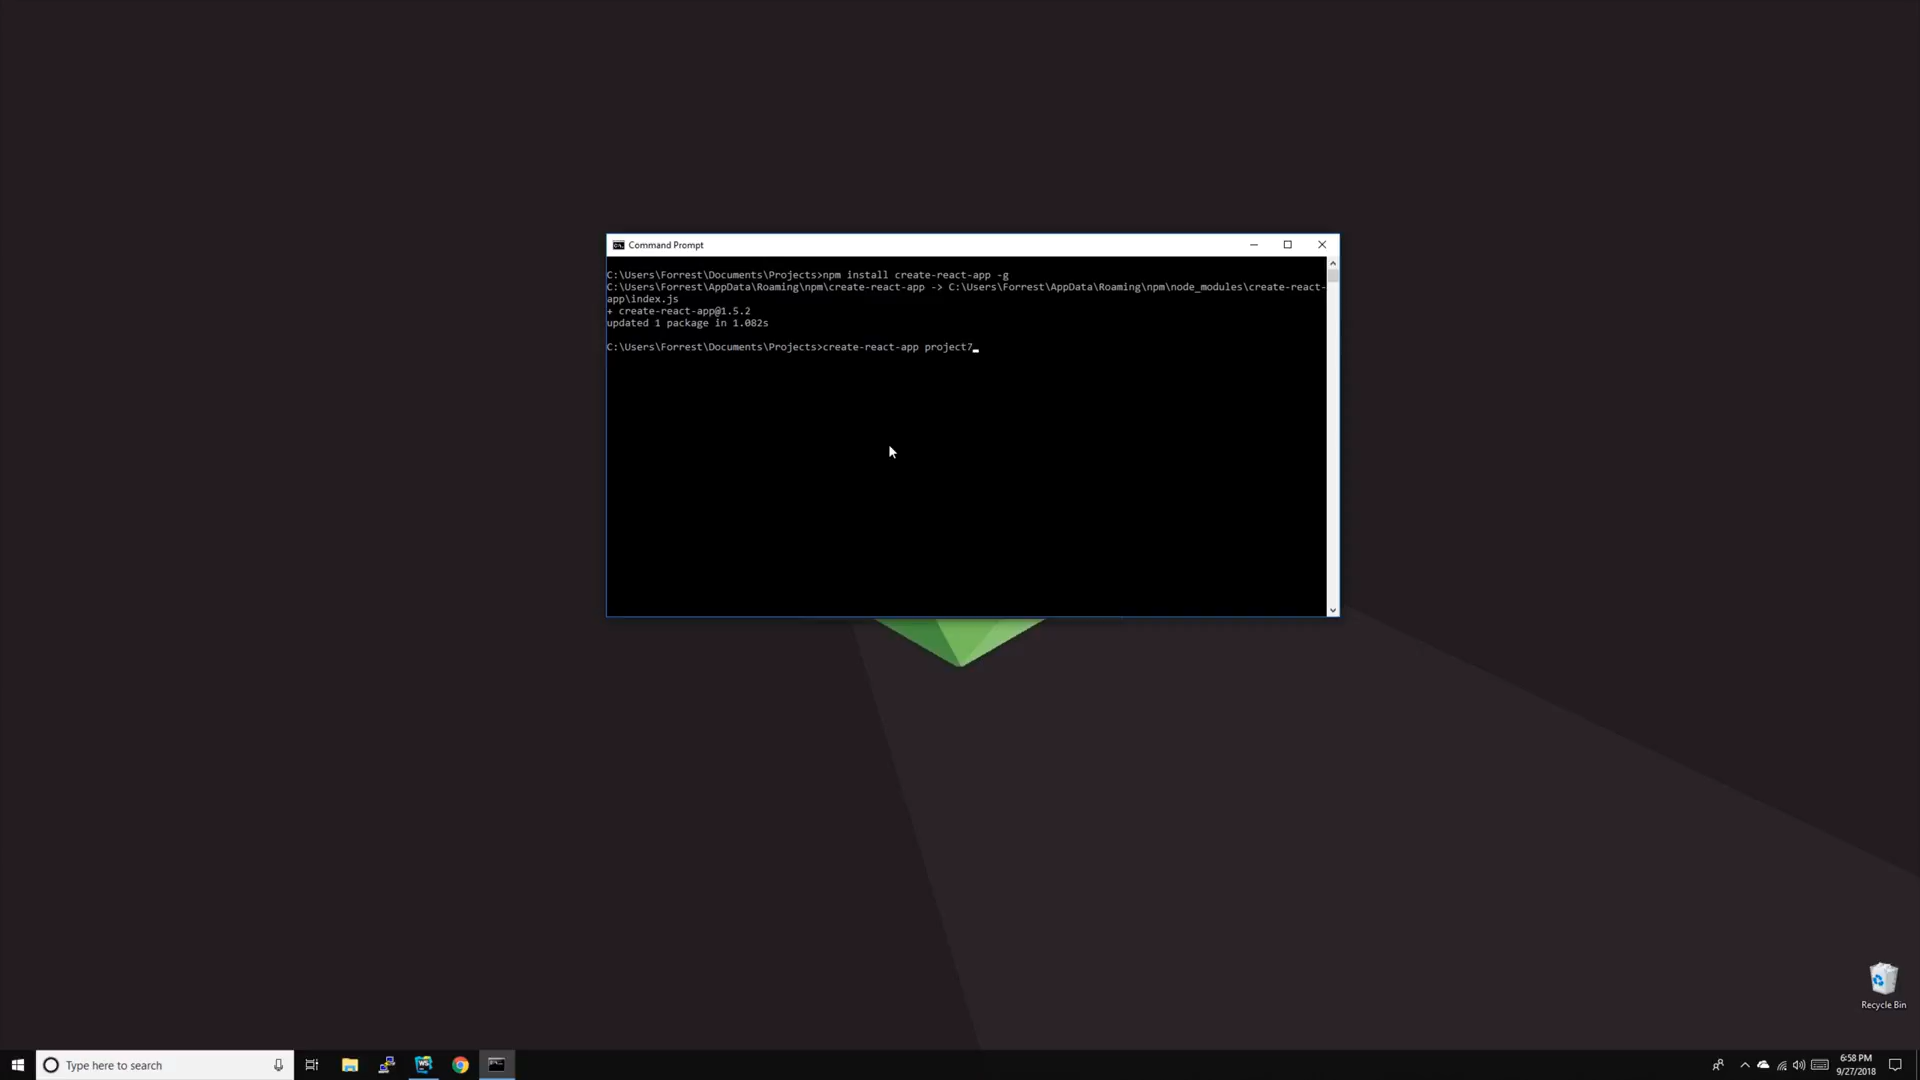 Command Prompt
C:\Users\Forrest\Documents\Projects>npm install create-react-app -g
C:\Users\Forrest\AppData\Roaming\npm\create-react-app -> C:\Users\Forrest\AppData\Roaming\npm\node_modules\create-react-
app\index.js
+ create-react-app@1.5.2
updated 1 package in 1.082s
C:\Users\Forrest\Documents\Projects>create-react-app project7_
Recycle Bin
Type here to search
WS
6:58 PM
9/27/2018